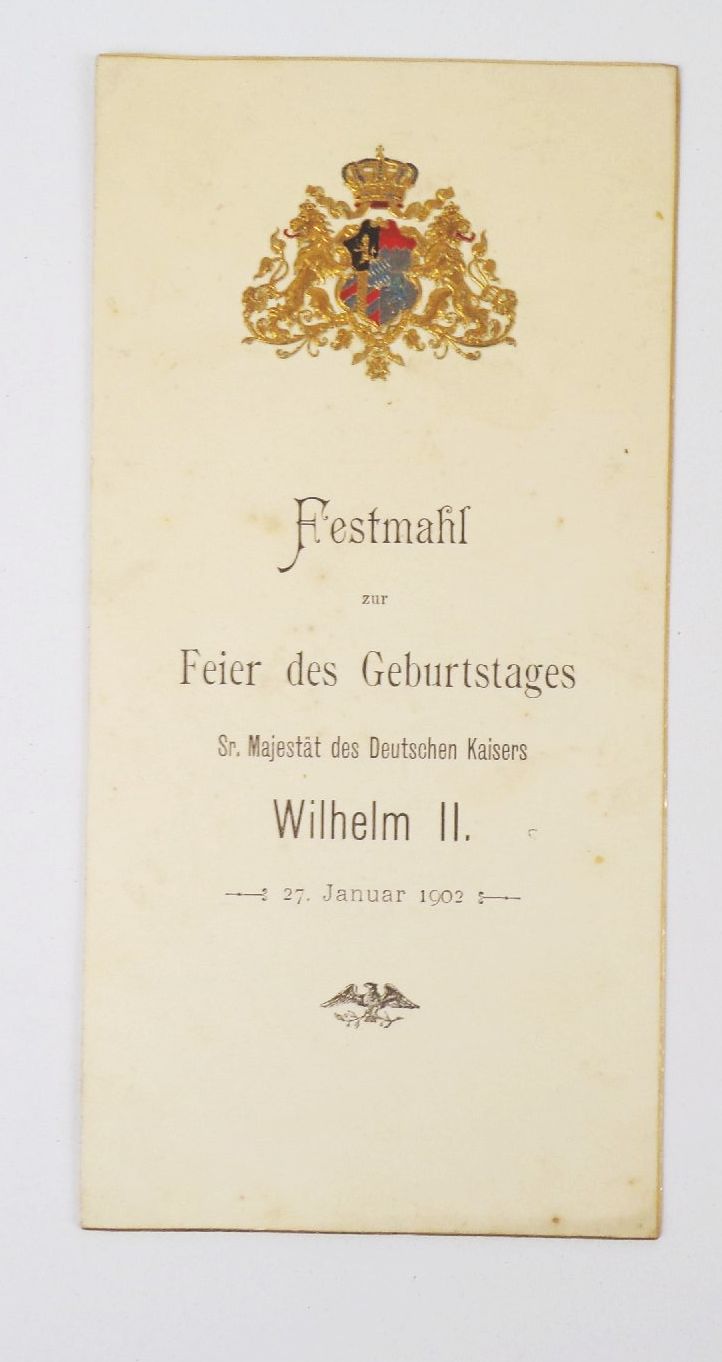 Festmahl
zur
Feier des Geburtstages
Sr. Majestät des Deutschen Kaisers
Wilhelm II.
27. Januar 1902